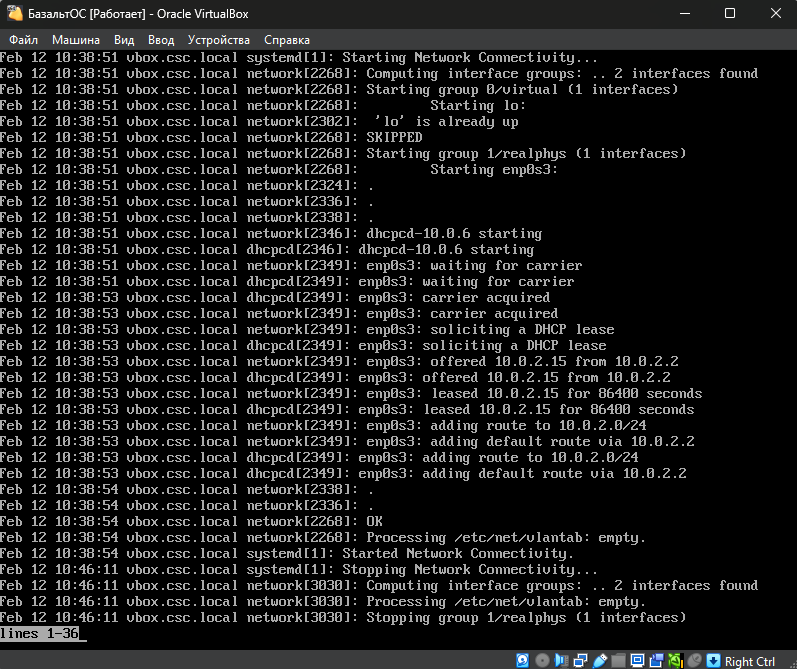 БазальтОС [Работает] - Oracle VirtualBox
Файл Машина Вид Ввод Устройства Справка
Feb 12 10:38:51 vbox.csc.local systemd[1]: Starting Network Connectivity...
Feb 12 10:38:51 vbox.csc.local network[2268]: Computing interface groups: .. 2 interfaces found
Feb 12 10:38:51 vbox.csc.local network[2268]: Starting group 0/virtual (1 interfaces)
Feb 12 10:38:51 vbox.csc.local network[2268]:         Starting lo:
Feb 12 10:38:51 vbox.csc.local network[2302]:  'lo' is already up
Feb 12 10:38:51 vbox.csc.local network[2268]: SKIPPED
Feb 12 10:38:51 vbox.csc.local network[2268]: Starting group 1/realphys (1 interfaces)
Feb 12 10:38:51 vbox.csc.local network[2268]:         Starting enp0s3:
Feb 12 10:38:51 vbox.csc.local network[2324]: .
Feb 12 10:38:51 vbox.csc.local network[2336]: .
Feb 12 10:38:51 vbox.csc.local network[2338]: .
Feb 12 10:38:51 vbox.csc.local network[2346]: dhcpcd-10.0.6 starting
Feb 12 10:38:51 vbox.csc.local dhcpcd[2346]: dhcpcd-10.0.6 starting
Feb 12 10:38:51 vbox.csc.local network[2349]: enp0s3: waiting for carrier
Feb 12 10:38:51 vbox.csc.local dhcpcd[2349]: enp0s3: waiting for carrier
Feb 12 10:38:53 vbox.csc.local dhcpcd[2349]: enp0s3: carrier acquired
Feb 12 10:38:53 vbox.csc.local network[2349]: enp0s3: carrier acquired
Feb 12 10:38:53 vbox.csc.local network[2349]: enp0s3: soliciting a DHCP lease
Feb 12 10:38:53 vbox.csc.local dhcpcd[2349]: enp0s3: soliciting a DHCP lease
Feb 12 10:38:53 vbox.csc.local network[2349]: enp0s3: offered 10.0.2.15 from 10.0.2.2
Feb 12 10:38:53 vbox.csc.local dhcpcd[2349]: enp0s3: offered 10.0.2.15 from 10.0.2.2
Feb 12 10:38:53 vbox.csc.local network[2349]: enp0s3: leased 10.0.2.15 for 86400 seconds
Feb 12 10:38:53 vbox.csc.local dhcpcd[2349]: enp0s3: leased 10.0.2.15 for 86400 seconds
Feb 12 10:38:53 vbox.csc.local network[2349]: enp0s3: adding route to 10.0.2.0/24
Feb 12 10:38:53 vbox.csc.local network[2349]: enp0s3: adding default route via 10.0.2.2
Feb 12 10:38:53 vbox.csc.local dhcpcd[2349]: enp0s3: adding route to 10.0.2.0/24
Feb 12 10:38:53 vbox.csc.local dhcpcd[2349]: enp0s3: adding default route via 10.0.2.2
Feb 12 10:38:54 vbox.csc.local network[2338]: .
Feb 12 10:38:54 vbox.csc.local network[2336]: .
Feb 12 10:38:54 vbox.csc.local network[2268]: OK
Feb 12 10:38:54 vbox.csc.local network[2268]: Processing /etc/net/vlantab: empty.
Feb 12 10:38:54 vbox.csc.local systemd[1]: Started Network Connectivity.
Feb 12 10:46:11 vbox.csc.local systemd[1]: Stopping Network Connectivity...
Feb 12 10:46:11 vbox.csc.local network[3030]: Computing interface groups: .. 2 interfaces found
Feb 12 10:46:11 vbox.csc.local network[3030]: Processing /etc/net/vlantab: empty.
Feb 12 10:46:11 vbox.csc.local network[3030]: Stopping group 1/realphys (1 interfaces)
lines 1-36
Right Ctrl